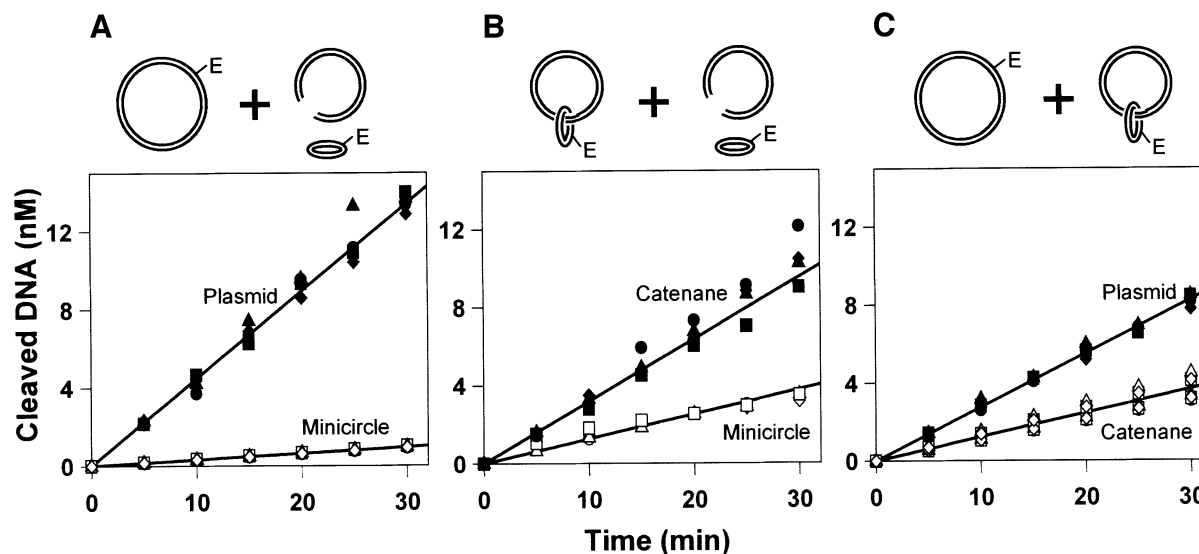 A B C
E E E E E E
Cleaved DNA (nM)
12
8
4
0
Plasmid
Minicircle
0 10 20 30
12
8
4
0
Catenane
Minicircle
0 10 20 30
12
8
4
0
Plasmid
Catenane
0 10 20
Time (min)